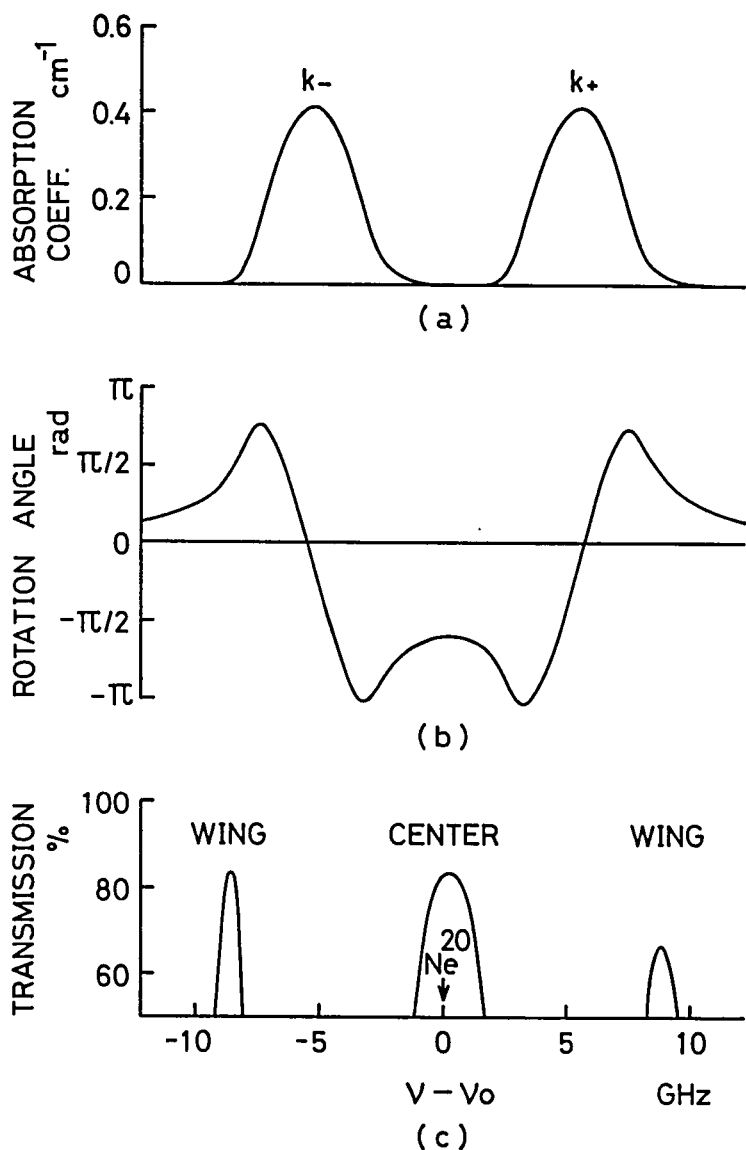 0.6
0.4
0.2
0
ABSORPTION
COEFF.
cm⁻¹
k−
k+
(a)
π
π/2
0
−π/2
−π
ROTATION ANGLE
rad
(b)
100
80
60
TRANSMISSION
%
WING
CENTER
WING
Ne²⁰
-10
-5
0
5
10
ν − νo
GHz
(c)